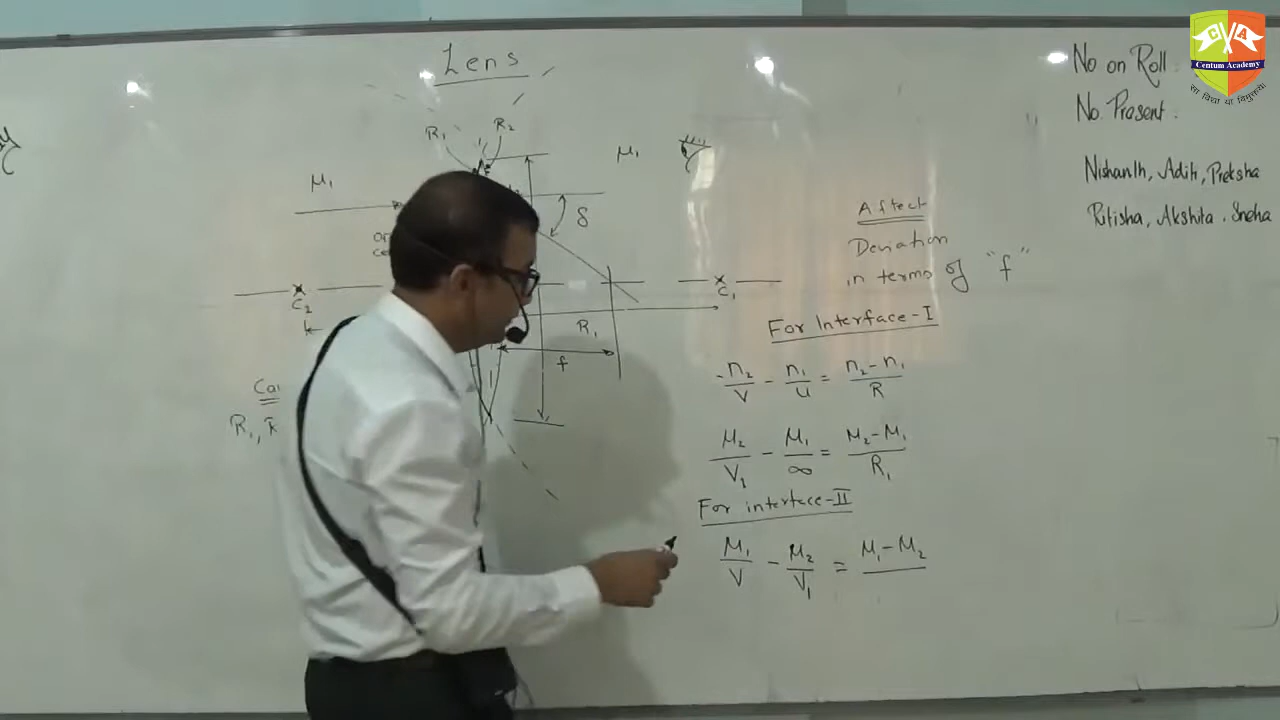 Lens
No on Roll
No Present.
Nishanth, Aditi, Preksha
Ritisha, Akshita. Sneha
CVA
Centum Academy
R₁ R₂
μ₁
μ₁
δ
C₂
C₁
R₁
f
R₁,
Aftect
Deviation
in terms of "f"
For Interface-I
n₂/V - n₁/u = n₂-n₁/R
μ₂/V₁ - μ₁/∞ = μ₂-μ₁/R₁
For interface-II
μ₁/V - μ₂/V₁ = μ₁-μ₂